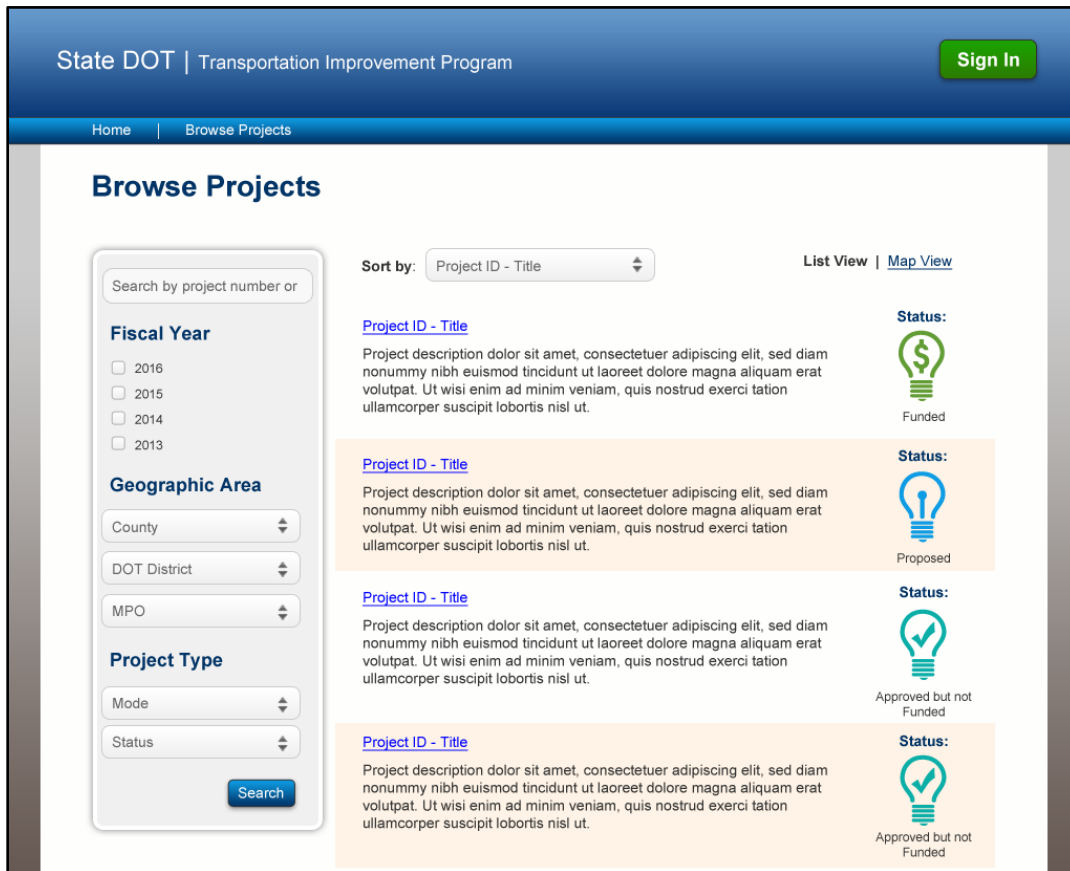 State DOT | Transportation Improvement Program
Sign In
Home | Browse Projects
Browse Projects
Search by project number or
Fiscal Year
2016
2015
2014
2013
Geographic Area
County
DOT District
MPO
Project Type
Mode
Status
Search
Sort by: Project ID - Title
List View | Map View
Project ID - Title
Project description dolor sit amet, consectetuer adipiscing elit, sed diam
nonummy nibh euismod tincidunt ut laoreet dolore magna aliquam erat
volutpat. Ut wisi enim ad minim veniam, quis nostrud exerci tation
ullamcorper suscipit lobortis nisl ut.
Status:
$
Funded
Project ID - Title
Project description dolor sit amet, consectetuer adipiscing elit, sed diam
nonummy nibh euismod tincidunt ut laoreet dolore magna aliquam erat
volutpat. Ut wisi enim ad minim veniam, quis nostrud exerci tation
ullamcorper suscipit lobortis nisl ut.
Status:
Proposed
Project ID - Title
Project description dolor sit amet, consectetuer adipiscing elit, sed diam
nonummy nibh euismod tincidunt ut laoreet dolore magna aliquam erat
volutpat. Ut wisi enim ad minim veniam, quis nostrud exerci tation
ullamcorper suscipit lobortis nisl ut.
Status:
Approved but not
Funded
Project ID - Title
Project description dolor sit amet, consectetuer adipiscing elit, sed diam
nonummy nibh euismod tincidunt ut laoreet dolore magna aliquam erat
volutpat. Ut wisi enim ad minim veniam, quis nostrud exerci tation
ullamcorper suscipit lobortis nisl ut.
Status:
Approved but not
Funded